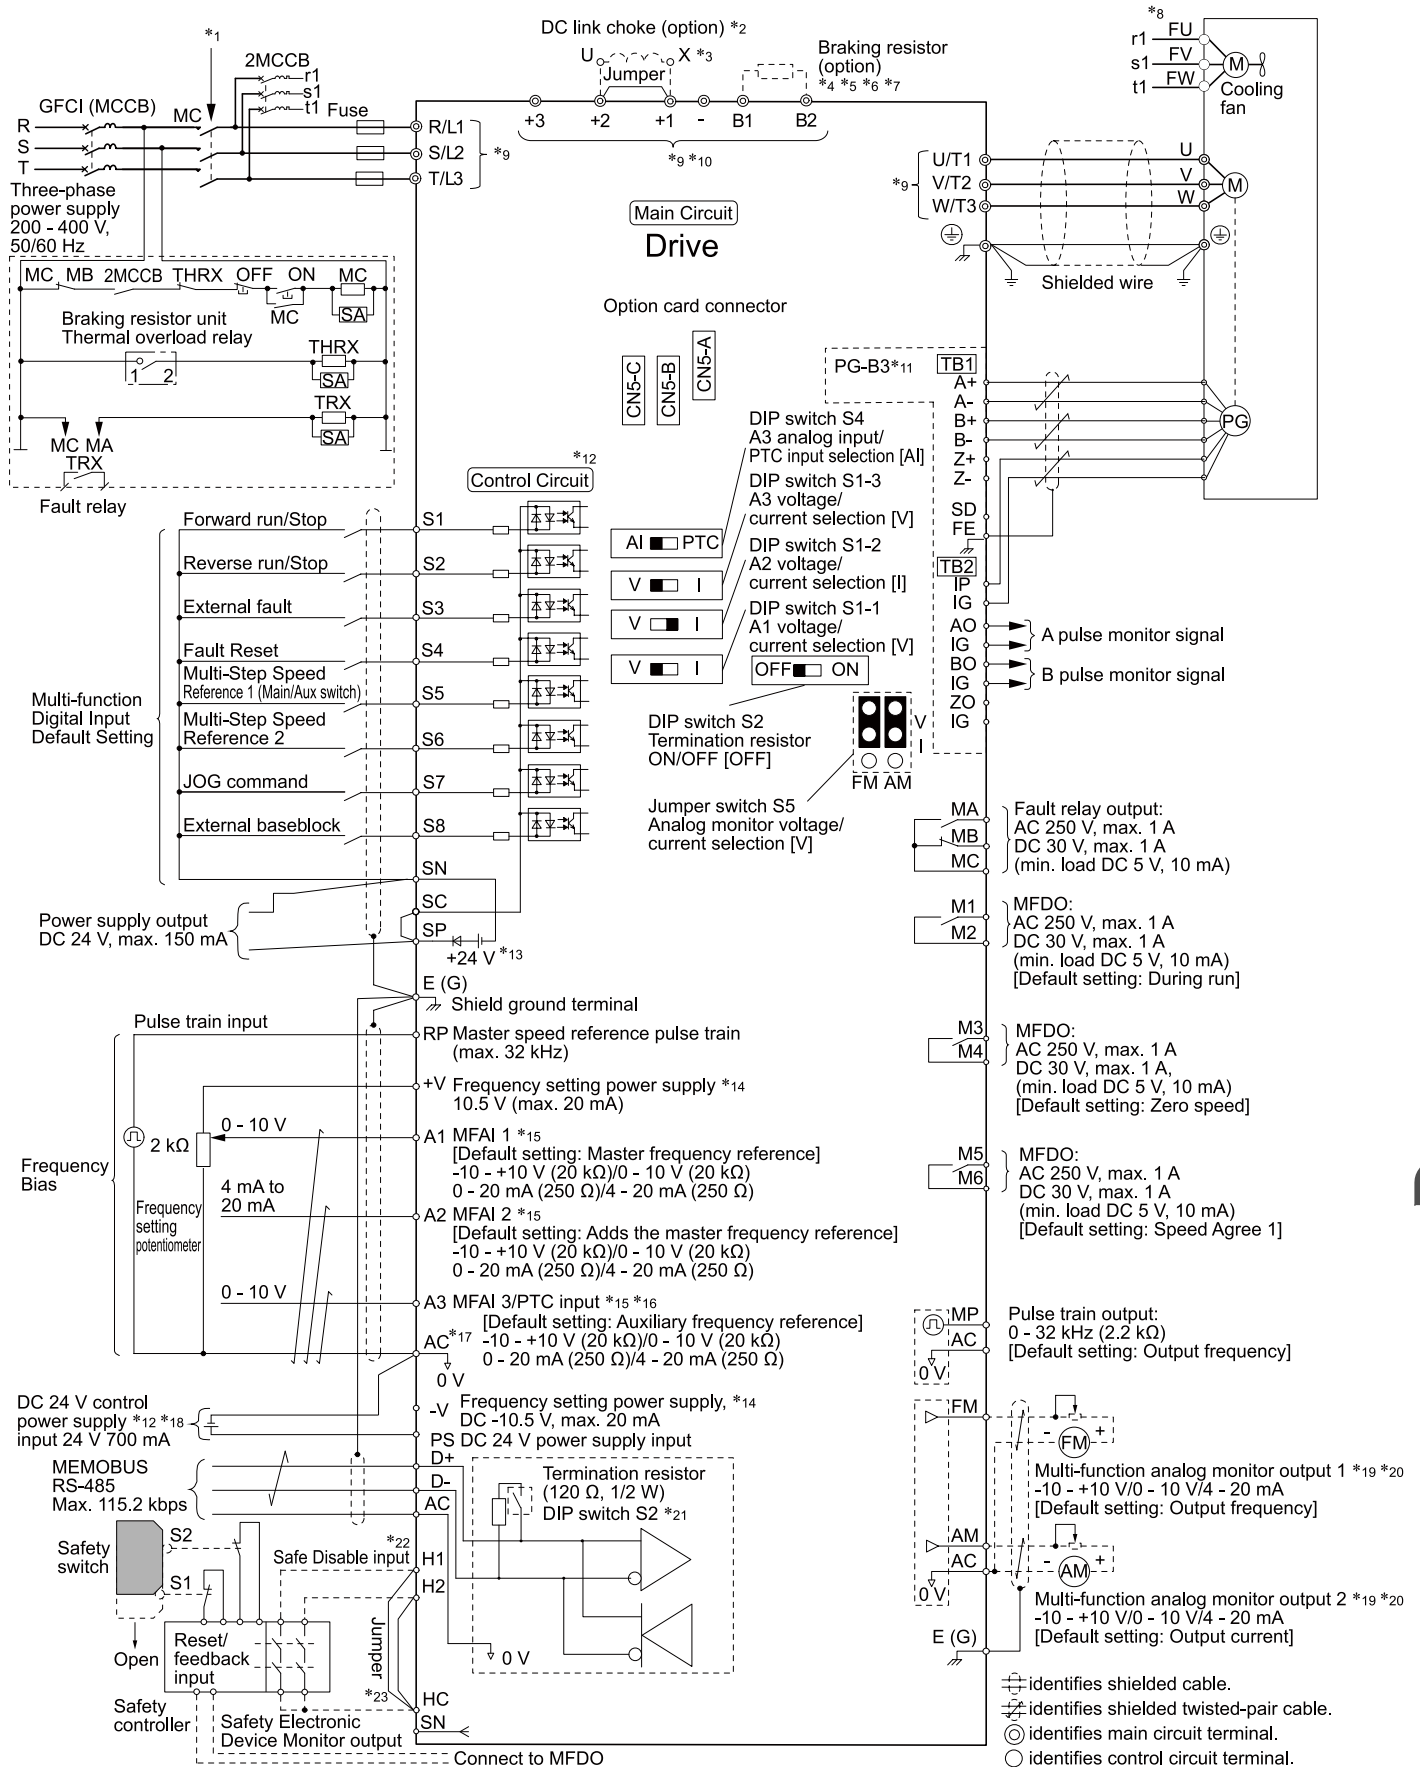 *1
DC link choke (option) *2
U X *3
Jumper
Braking resistor
(option)
*4 *5 *6 *7
*8
r1 FU
s1 FV
t1 FW
M
Cooling
fan
2MCCB
r1
s1
t1
GFCI (MCCB)
MC
Fuse
R
S
T
R/L1
S/L2
T/L3
*9
+3 +2 +1 - B1 B2
*9 *10
Three-phase
power supply
200 - 400 V,
50/60 Hz
Main Circuit
Drive
*9
U/T1
V/T2
W/T3
U
V
W
M
Shielded wire
MC MB 2MCCB THRX OFF ON MC
MC
SA
Braking resistor unit
Thermal overload relay
1 2
THRX
SA
TRX
SA
MC MA
TRX
Fault relay
Option card connector
CN5-C
CN5-B
CN5-A
PG-B3*11
TB1
A+
A-
B+
B-
Z+
Z-
SD
FE
TB2
IP
IG
AO
IG
BO
IG
ZO
IG
PG
A pulse monitor signal
B pulse monitor signal
DIP switch S4
A3 analog input/
PTC input selection [AI]
DIP switch S1-3
A3 voltage/
current selection [V]
DIP switch S1-2
A2 voltage/
current selection [I]
DIP switch S1-1
A1 voltage/
current selection [V]
AI PTC
V I
V I
V I
OFF ON
DIP switch S2
Termination resistor
ON/OFF [OFF]
V
I
FM AM
Jumper switch S5
Analog monitor voltage/
current selection [V]
*12
Control Circuit
Multi-function
Digital Input
Default Setting
Forward run/Stop S1
Reverse run/Stop S2
External fault S3
Fault Reset S4
Multi-Step Speed
Reference 1 (Main/Aux switch) S5
Multi-Step Speed
Reference 2 S6
JOG command S7
External baseblock S8
SN
SC
SP
+24 V *13
Power supply output
DC 24 V, max. 150 mA
E (G)
Shield ground terminal
MA
MB
MC
Fault relay output:
AC 250 V, max. 1 A
DC 30 V, max. 1 A
(min. load DC 5 V, 10 mA)
M1
M2
MFDO:
AC 250 V, max. 1 A
DC 30 V, max. 1 A
(min. load DC 5 V, 10 mA)
[Default setting: During run]
M3
M4
MFDO:
AC 250 V, max. 1 A
DC 30 V, max. 1 A,
(min. load DC 5 V, 10 mA)
[Default setting: Zero speed]
M5
M6
MFDO:
AC 250 V, max. 1 A
DC 30 V, max. 1 A
(min. load DC 5 V, 10 mA)
[Default setting: Speed Agree 1]
Frequency
Bias
Pulse train input
RP Master speed reference pulse train
(max. 32 kHz)
+V Frequency setting power supply *14
10.5 V (max. 20 mA)
2 kΩ
0 - 10 V
A1 MFAI 1 *15
[Default setting: Master frequency reference]
-10 - +10 V (20 kΩ)/0 - 10 V (20 kΩ)
0 - 20 mA (250 Ω)/4 - 20 mA (250 Ω)
4 mA to
20 mA
Frequency
setting
potentiometer
A2 MFAI 2 *15
[Default setting: Adds the master frequency reference]
-10 - +10 V (20 kΩ)/0 - 10 V (20 kΩ)
0 - 20 mA (250 Ω)/4 - 20 mA (250 Ω)
0 - 10 V
A3 MFAI 3/PTC input *15 *16
[Default setting: Auxiliary frequency reference]
-10 - +10 V (20 kΩ)/0 - 10 V (20 kΩ)
0 - 20 mA (250 Ω)/4 - 20 mA (250 Ω)
AC*17
0 V
-V Frequency setting power supply, *14
DC -10.5 V, max. 20 mA
PS DC 24 V power supply input
DC 24 V control
power supply *12 *18
input 24 V 700 mA
MP
AC
0 V
Pulse train output:
0 - 32 kHz (2.2 kΩ)
[Default setting: Output frequency]
FM
- +
FM
Multi-function analog monitor output 1 *19 *20
-10 - +10 V/0 - 10 V/4 - 20 mA
[Default setting: Output frequency]
AM
AC
0 V
- +
AM
Multi-function analog monitor output 2 *19 *20
-10 - +10 V/0 - 10 V/4 - 20 mA
[Default setting: Output current]
E (G)
MEMOBUS
RS-485
Max. 115.2 kbps
D+
D-
AC
Termination resistor
(120 Ω, 1/2 W)
DIP switch S2 *21
0 V
Safety
switch
S2
S1
Open
*22
Safe Disable input
H1
H2
Jumper
*23
HC
SN
Reset/
feedback
input
Safety
controller
Safety Electronic
Device Monitor output
Connect to MFDO
identifies shielded cable.
identifies shielded twisted-pair cable.
identifies main circuit terminal.
identifies control circuit terminal.